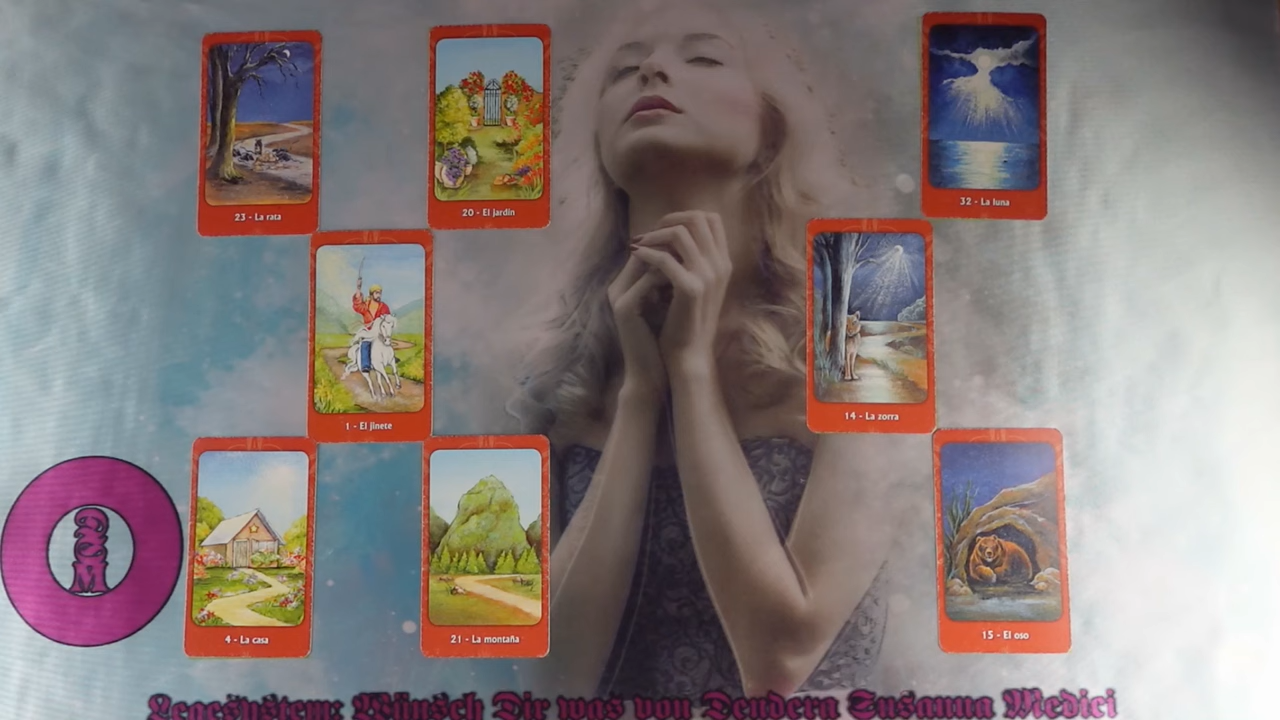 23 - La rata
20 - El jardín
32 - La luna
1 - El jinete
14 - La zorra
4 - La casa
21 - La montaña
15 - El oso
Legesystem: Wünsch Dir was von Dendera Susanna Medici